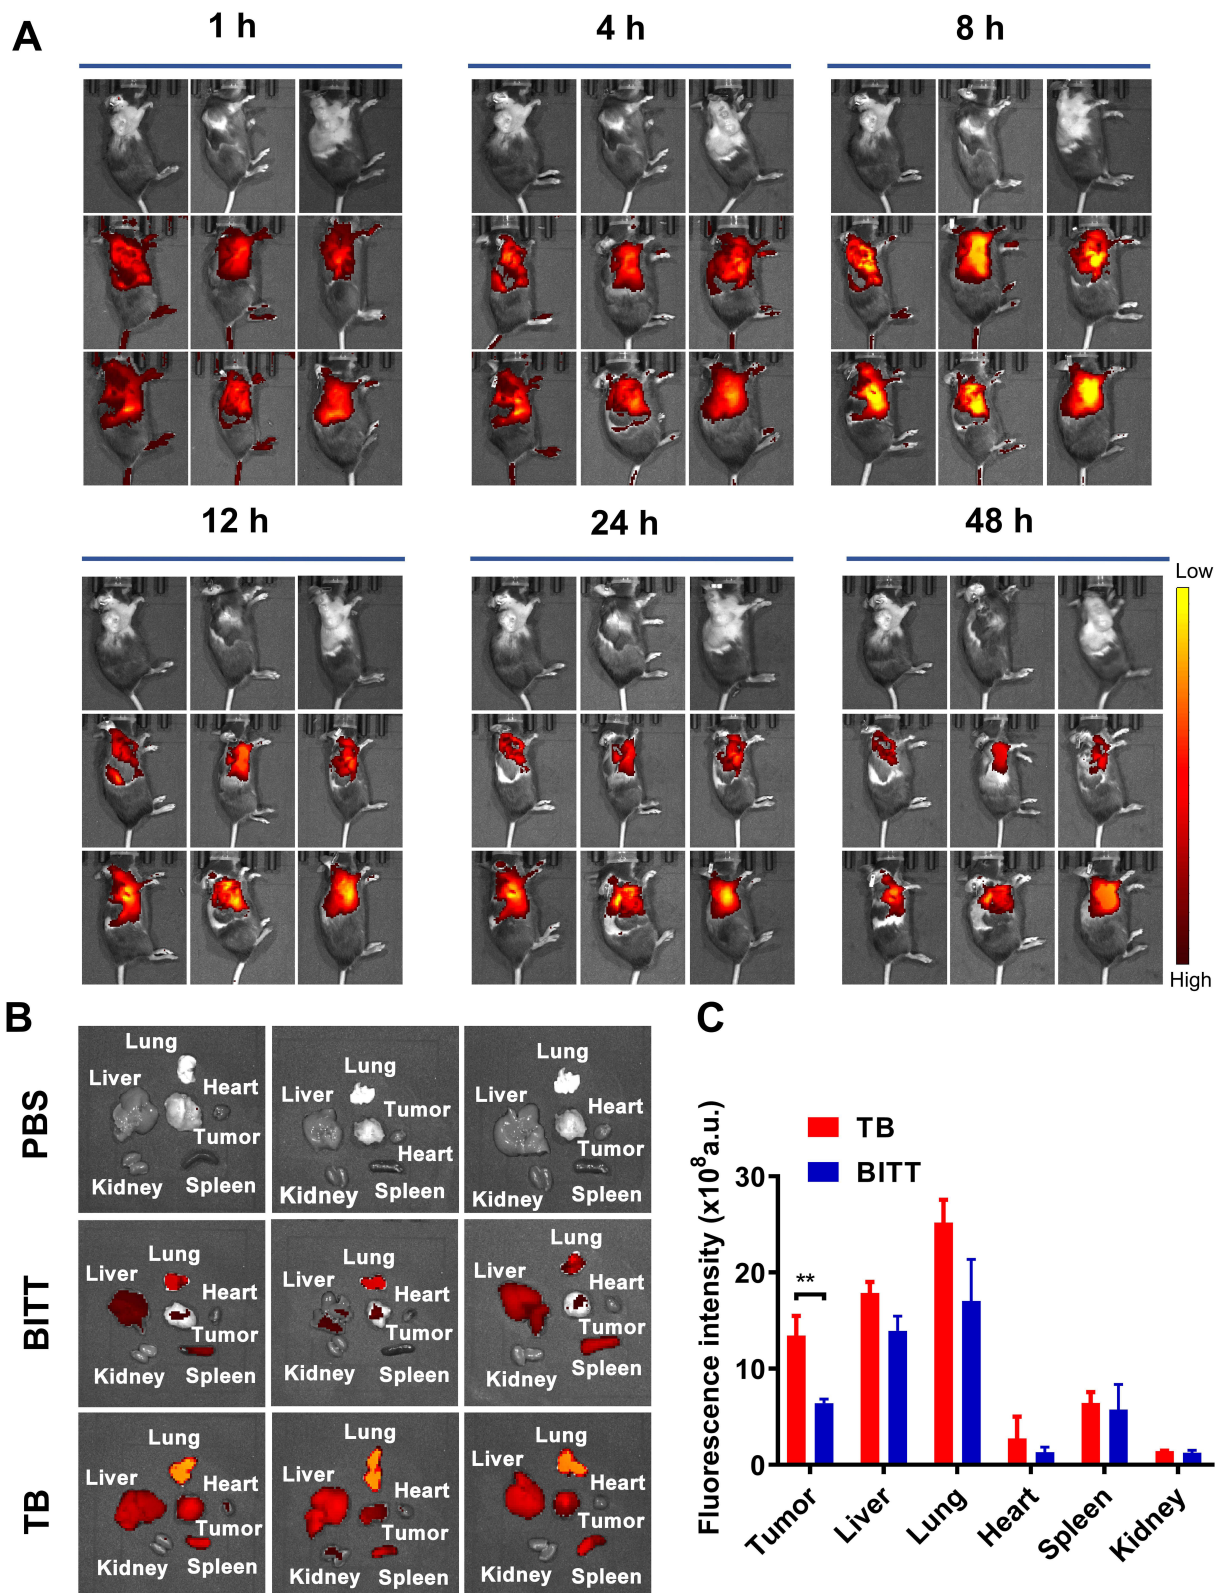 A
1 h
4 h
8 h
12 h
24 h
48 h
Low
High
B
PBS
Lung
Liver
Heart
Tumor
Kidney
Spleen
Lung
Liver
Tumor
Heart
Kidney
Spleen
Lung
Liver
Heart
Tumor
Kidney
Spleen
BITT
Lung
Liver
Heart
Tumor
Kidney
Spleen
Lung
Liver
Heart
Tumor
Kidney
Spleen
Lung
Liver
Heart
Tumor
Kidney
Spleen
TB
Lung
Liver
Heart
Tumor
Kidney
Spleen
Lung
Liver
Heart
Tumor
Kidney
Spleen
Lung
Liver
Heart
Tumor
Kidney
Spleen
C
TB
BITT
Fluorescence intensity (x10⁸a.u.)
30
20
10
0
**
Tumor
Liver
Lung
Heart
Spleen
Kidney